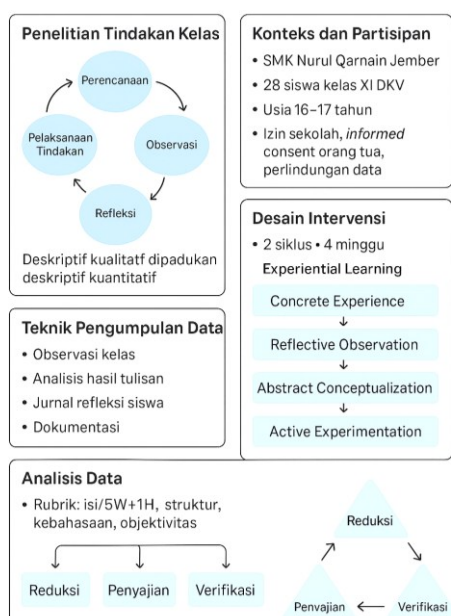 Penelitian Tindakan Kelas
Perencanaan
Pelaksanaan
Tindakan
Observasi
Refleksi
Deskriptif kualitatf dipadukan
deskriptif kuantitatif
Konteks dan Partisipan
• SMK Nurul Qarnain Jember
• 28 siswa kelas XI DKV
• Usia 16–17 tahun
• Izin sekolah, informed
consent orang tua,
perlindungan data
Desain Intervensi
• 2 siklus • 4 minggu
Experiential Learning
Concrete Experience
Reflective Observation
Abstract Conceptualization
Active Experimentation
Teknik Pengumpulan Data
• Observasi kelas
• Analisis hasil tulisan
• Jurnal refleksi siswa
• Dokumentasi
Analisis Data
• Rubrik: isi/5W+1H, struktur,
kebahasaan, objektivitas
Reduksi
Penyajian
Verifikasi
Reduksi
Penvajian
Verifikasi